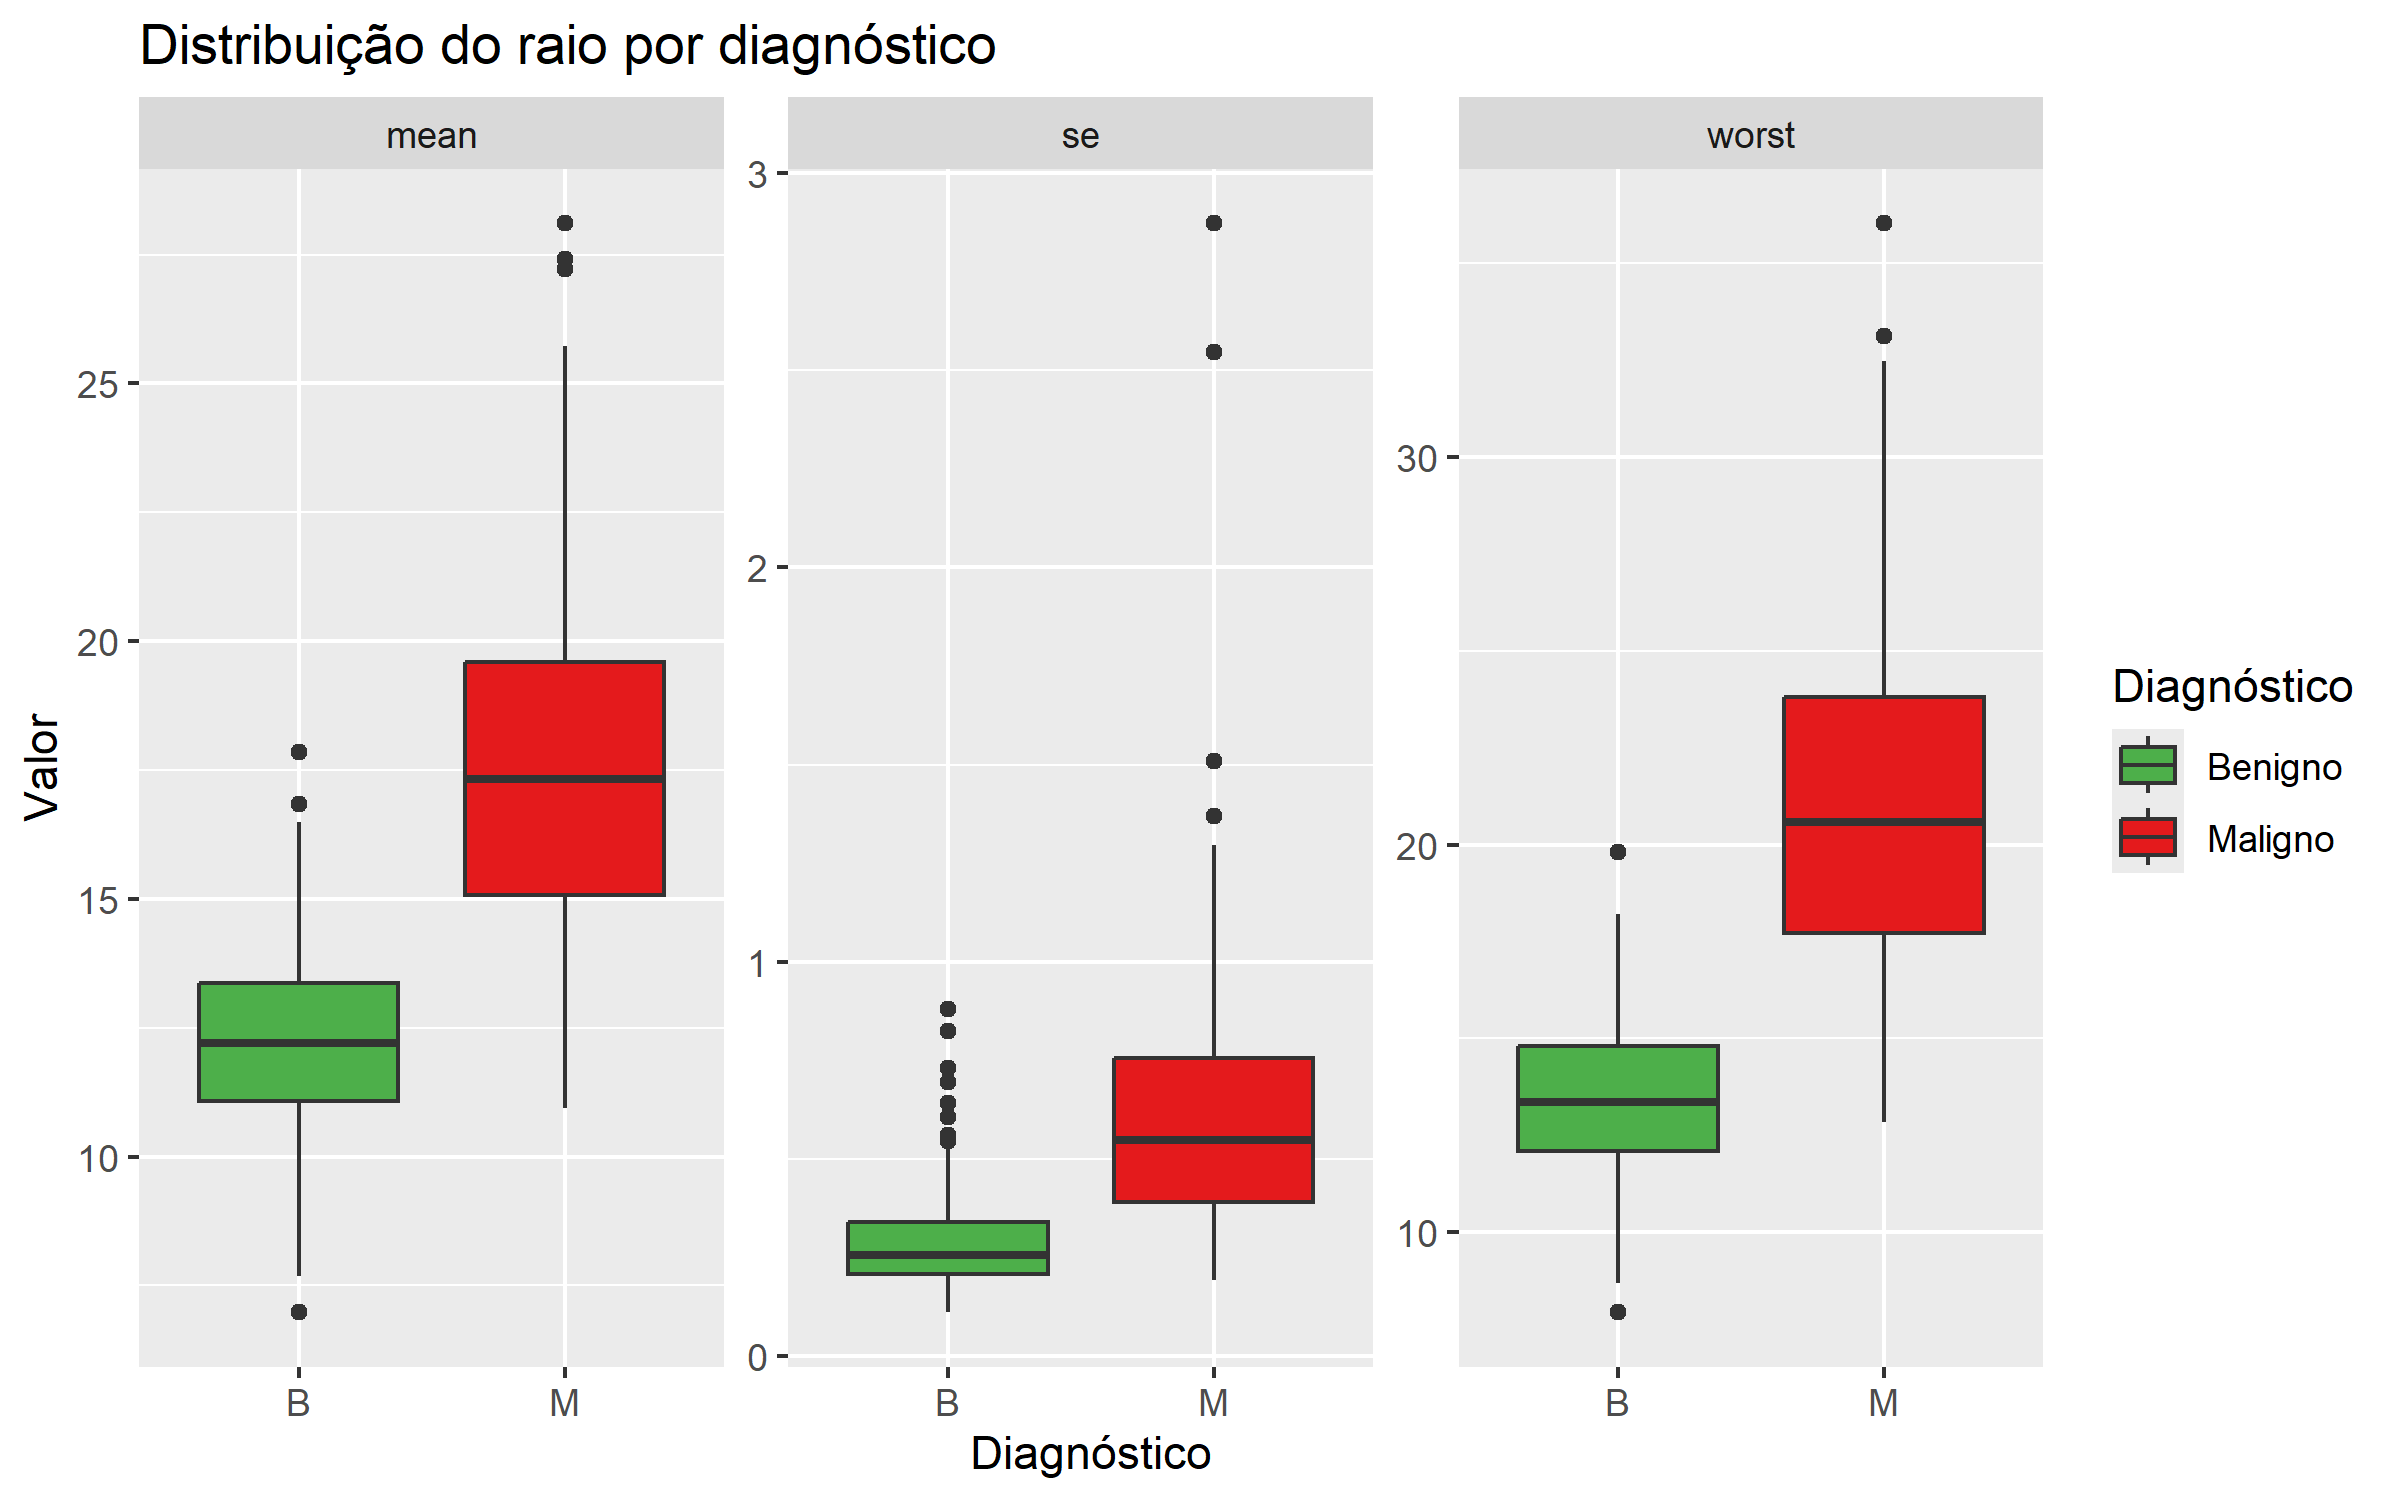 Distribuição do raio por diagnóstico
mean
se
worst
Valor
25
20
15
10
3
2
1
0
30
20
10
B
M
B
M
B
M
Diagnóstico
Diagnóstico
Benigno
Maligno